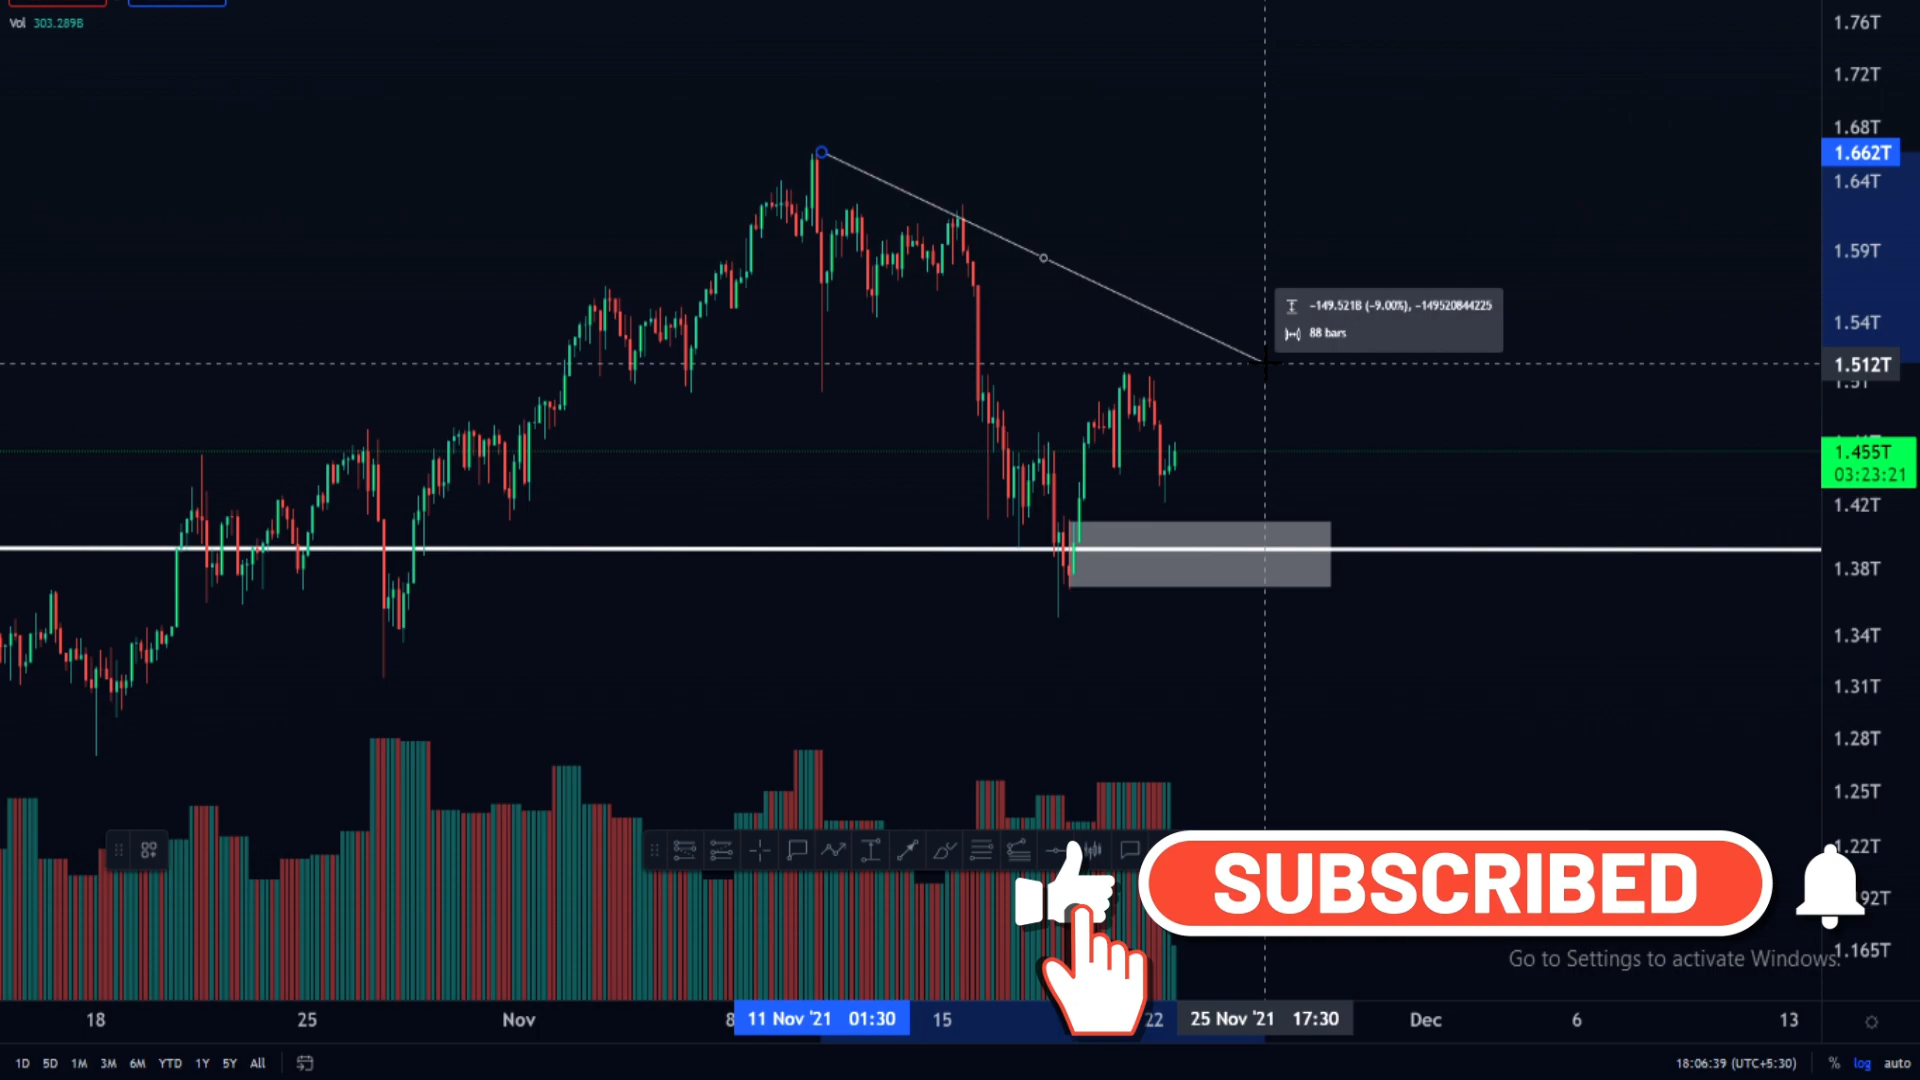 Vol 303.289B
1.76T
1.72T
1.68T
1.662T
1.64T
1.59T
−149.521B (−9.00%), −149520844225
88 bars
1.54T
1.512T
1.455T
03:23:21
1.42T
1.38T
1.34T
1.31T
1.28T
1.25T
1.22T
SUBSCRIBED
92T
1.165T
Go to Settings to activate Windows.
18 25 Nov 8 11 Nov '21 01:30 15 22 25 Nov '21 17:30 Dec 6 13
1D 5D 1M 3M 6M YTD 1Y 5Y All 18:06:39 (UTC+5:30) % log auto